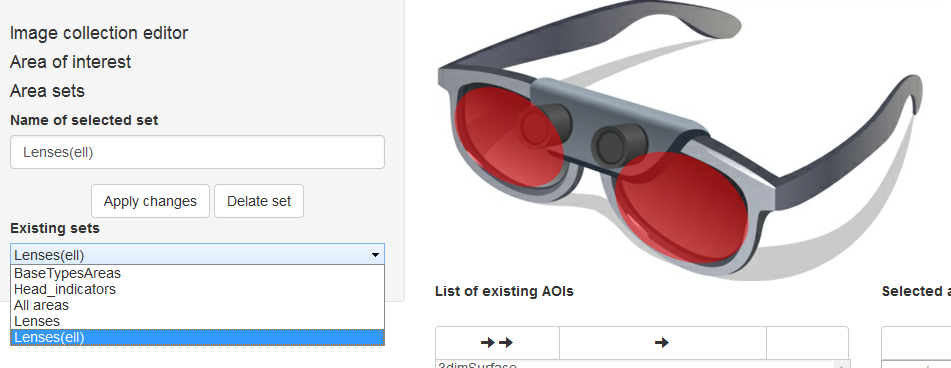 Image collection editor
Area of interest
Area sets
Name of selected set
Lenses(ell)
Apply changes
Delate set
Existing sets
Lenses(ell)
BaseTypesAreas
Head_indicators
All areas
Lenses
Lenses(ell)
List of existing AOIs
Selected
3dimSurface